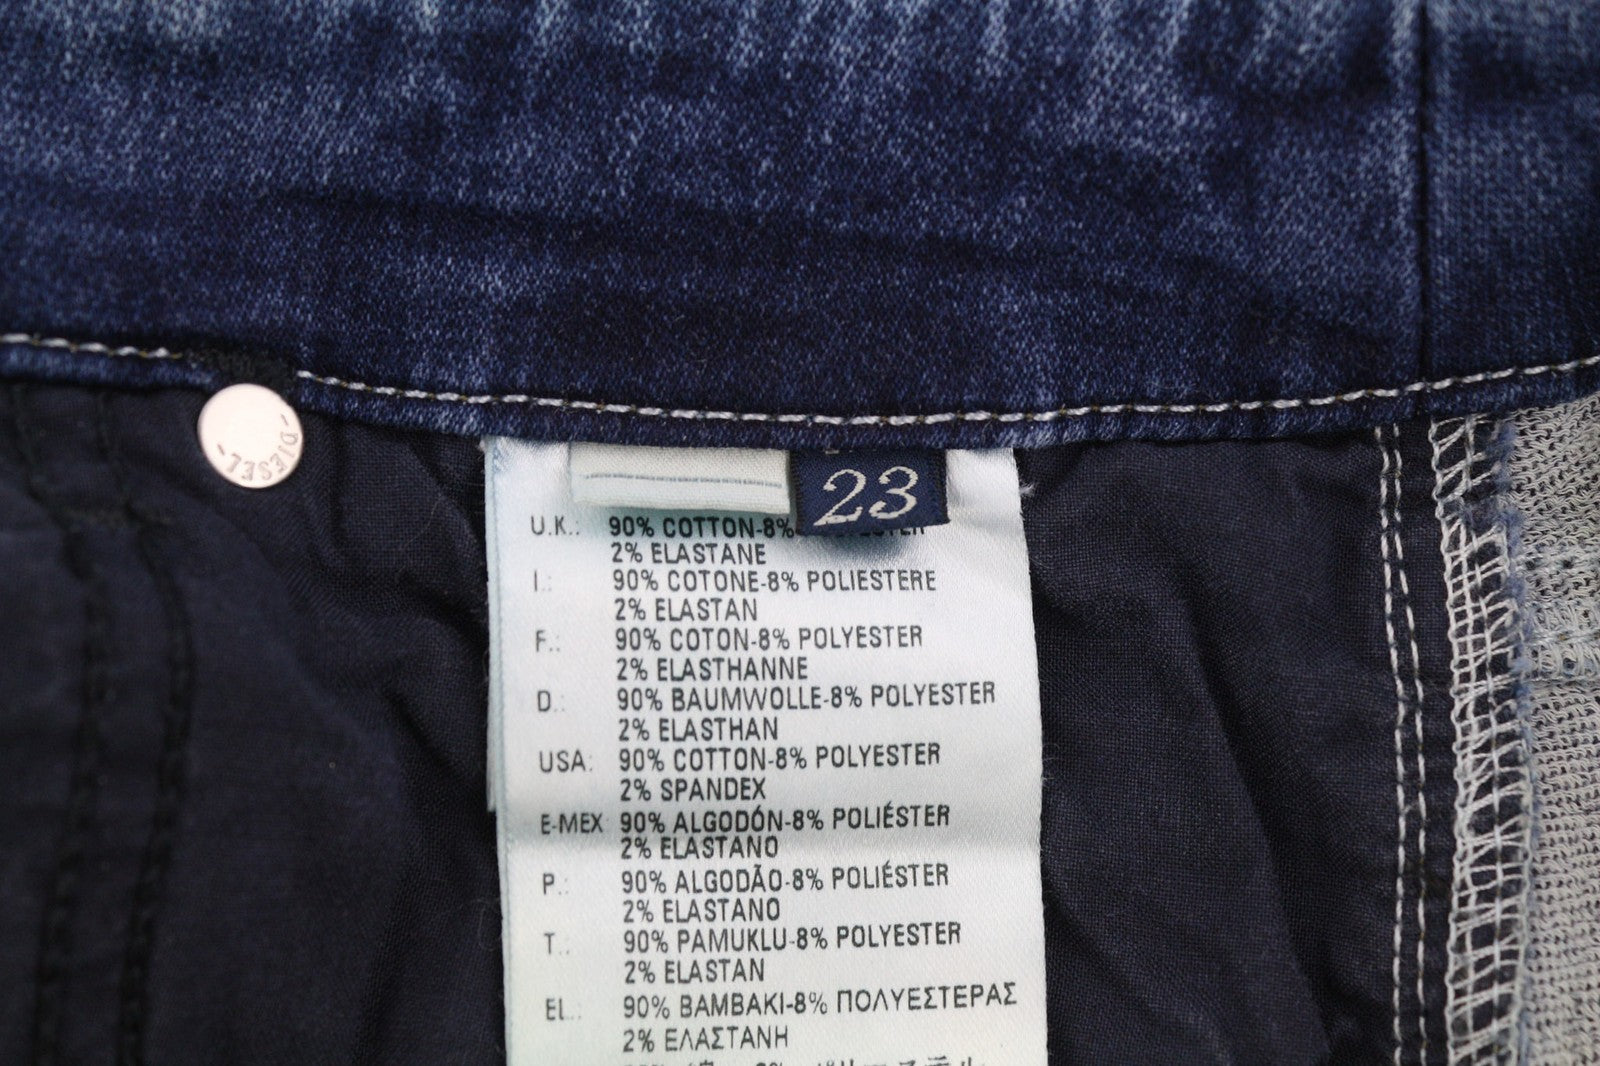 -DIESEL-
23
U.K.: 90% COTTON-8%
2% ELASTANE
I.: 90% COTONE-8% POLIESTERE
2% ELASTAN
F.: 90% COTON-8% POLYESTER
2% ELASTHANNE
D.: 90% BAUMWOLLE-8% POLYESTER
2% ELASTHAN
USA: 90% COTTON-8% POLYESTER
2% SPANDEX
E-MEX 90% ALGODÓN-8% POLIÉSTER
2% ELASTANO
P.: 90% ALGODÃO-8% POLIÉSTER
2% ELASTANO
T.: 90% PAMUKLU-8% POLYESTER
2% ELASTAN
EL.: 90% ΒΑΜΒΑΚΙ-8% ΠΟΛΥΕΣΤΕΡΑΣ
2% ΕΛΑΣΤΑΝΗ